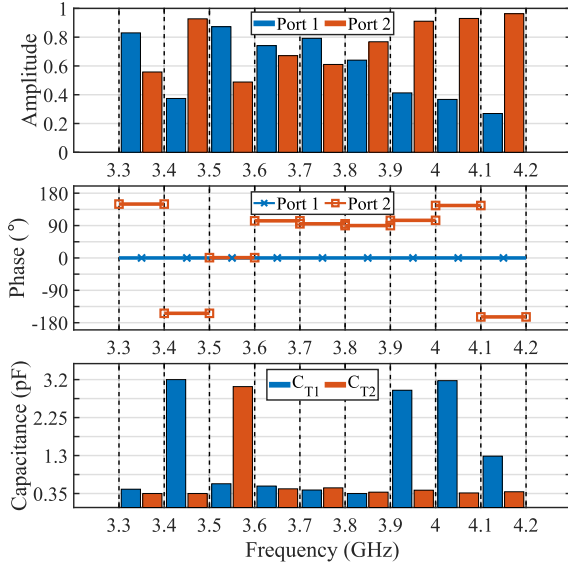 Amplitude
1
0.8
0.6
0.4
0.2
0
Port 1 Port 2
3.3 3.4 3.5 3.6 3.7 3.8 3.9 4 4.1 4.2
Phase (°)
180
90
0
-90
-180
Port 1 Port 2
3.3 3.4 3.5 3.6 3.7 3.8 3.9 4 4.1 4.2
Capacitance (pF)
3.2
2.25
1.3
0.35
C_T1 C_T2
3.3 3.4 3.5 3.6 3.7 3.8 3.9 4 4.1 4.2
Frequency (GHz)